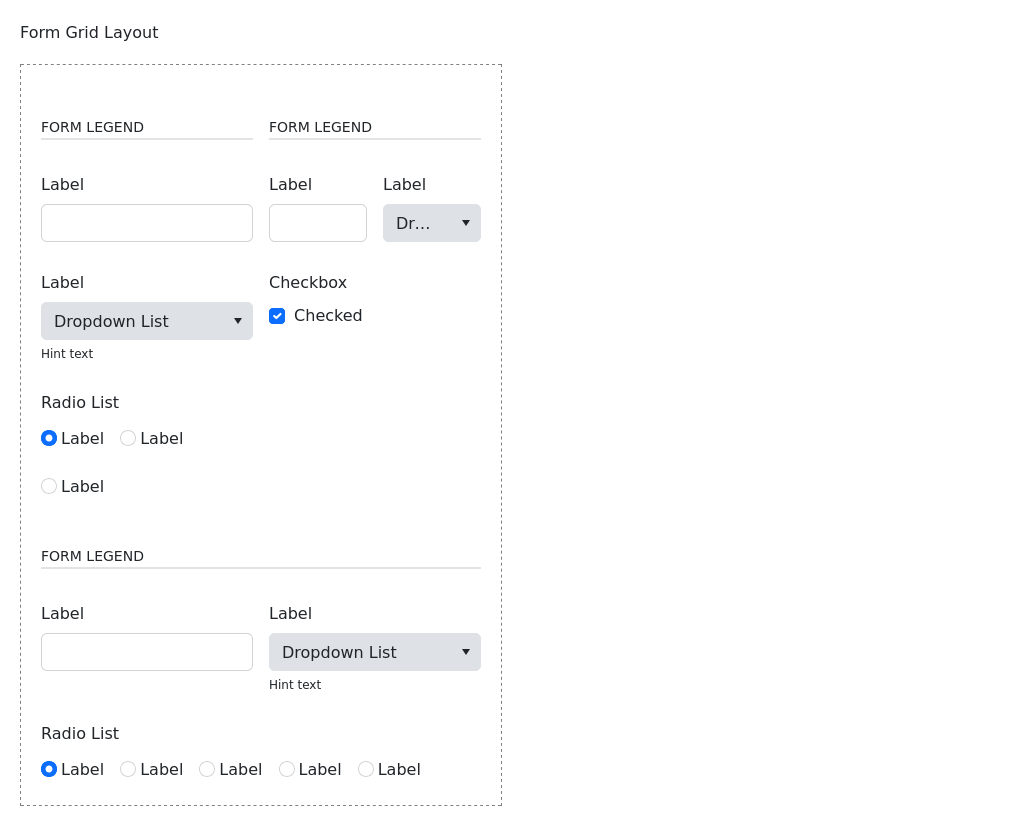 Form Grid Layout
FORM LEGEND FORM LEGEND
Label Label Label
Dr...
Label Checkbox
Dropdown List Checked
Hint text
Radio List
Label Label
Label
FORM LEGEND
Label Label
Dropdown List
Hint text
Radio List
Label Label Label Label Label